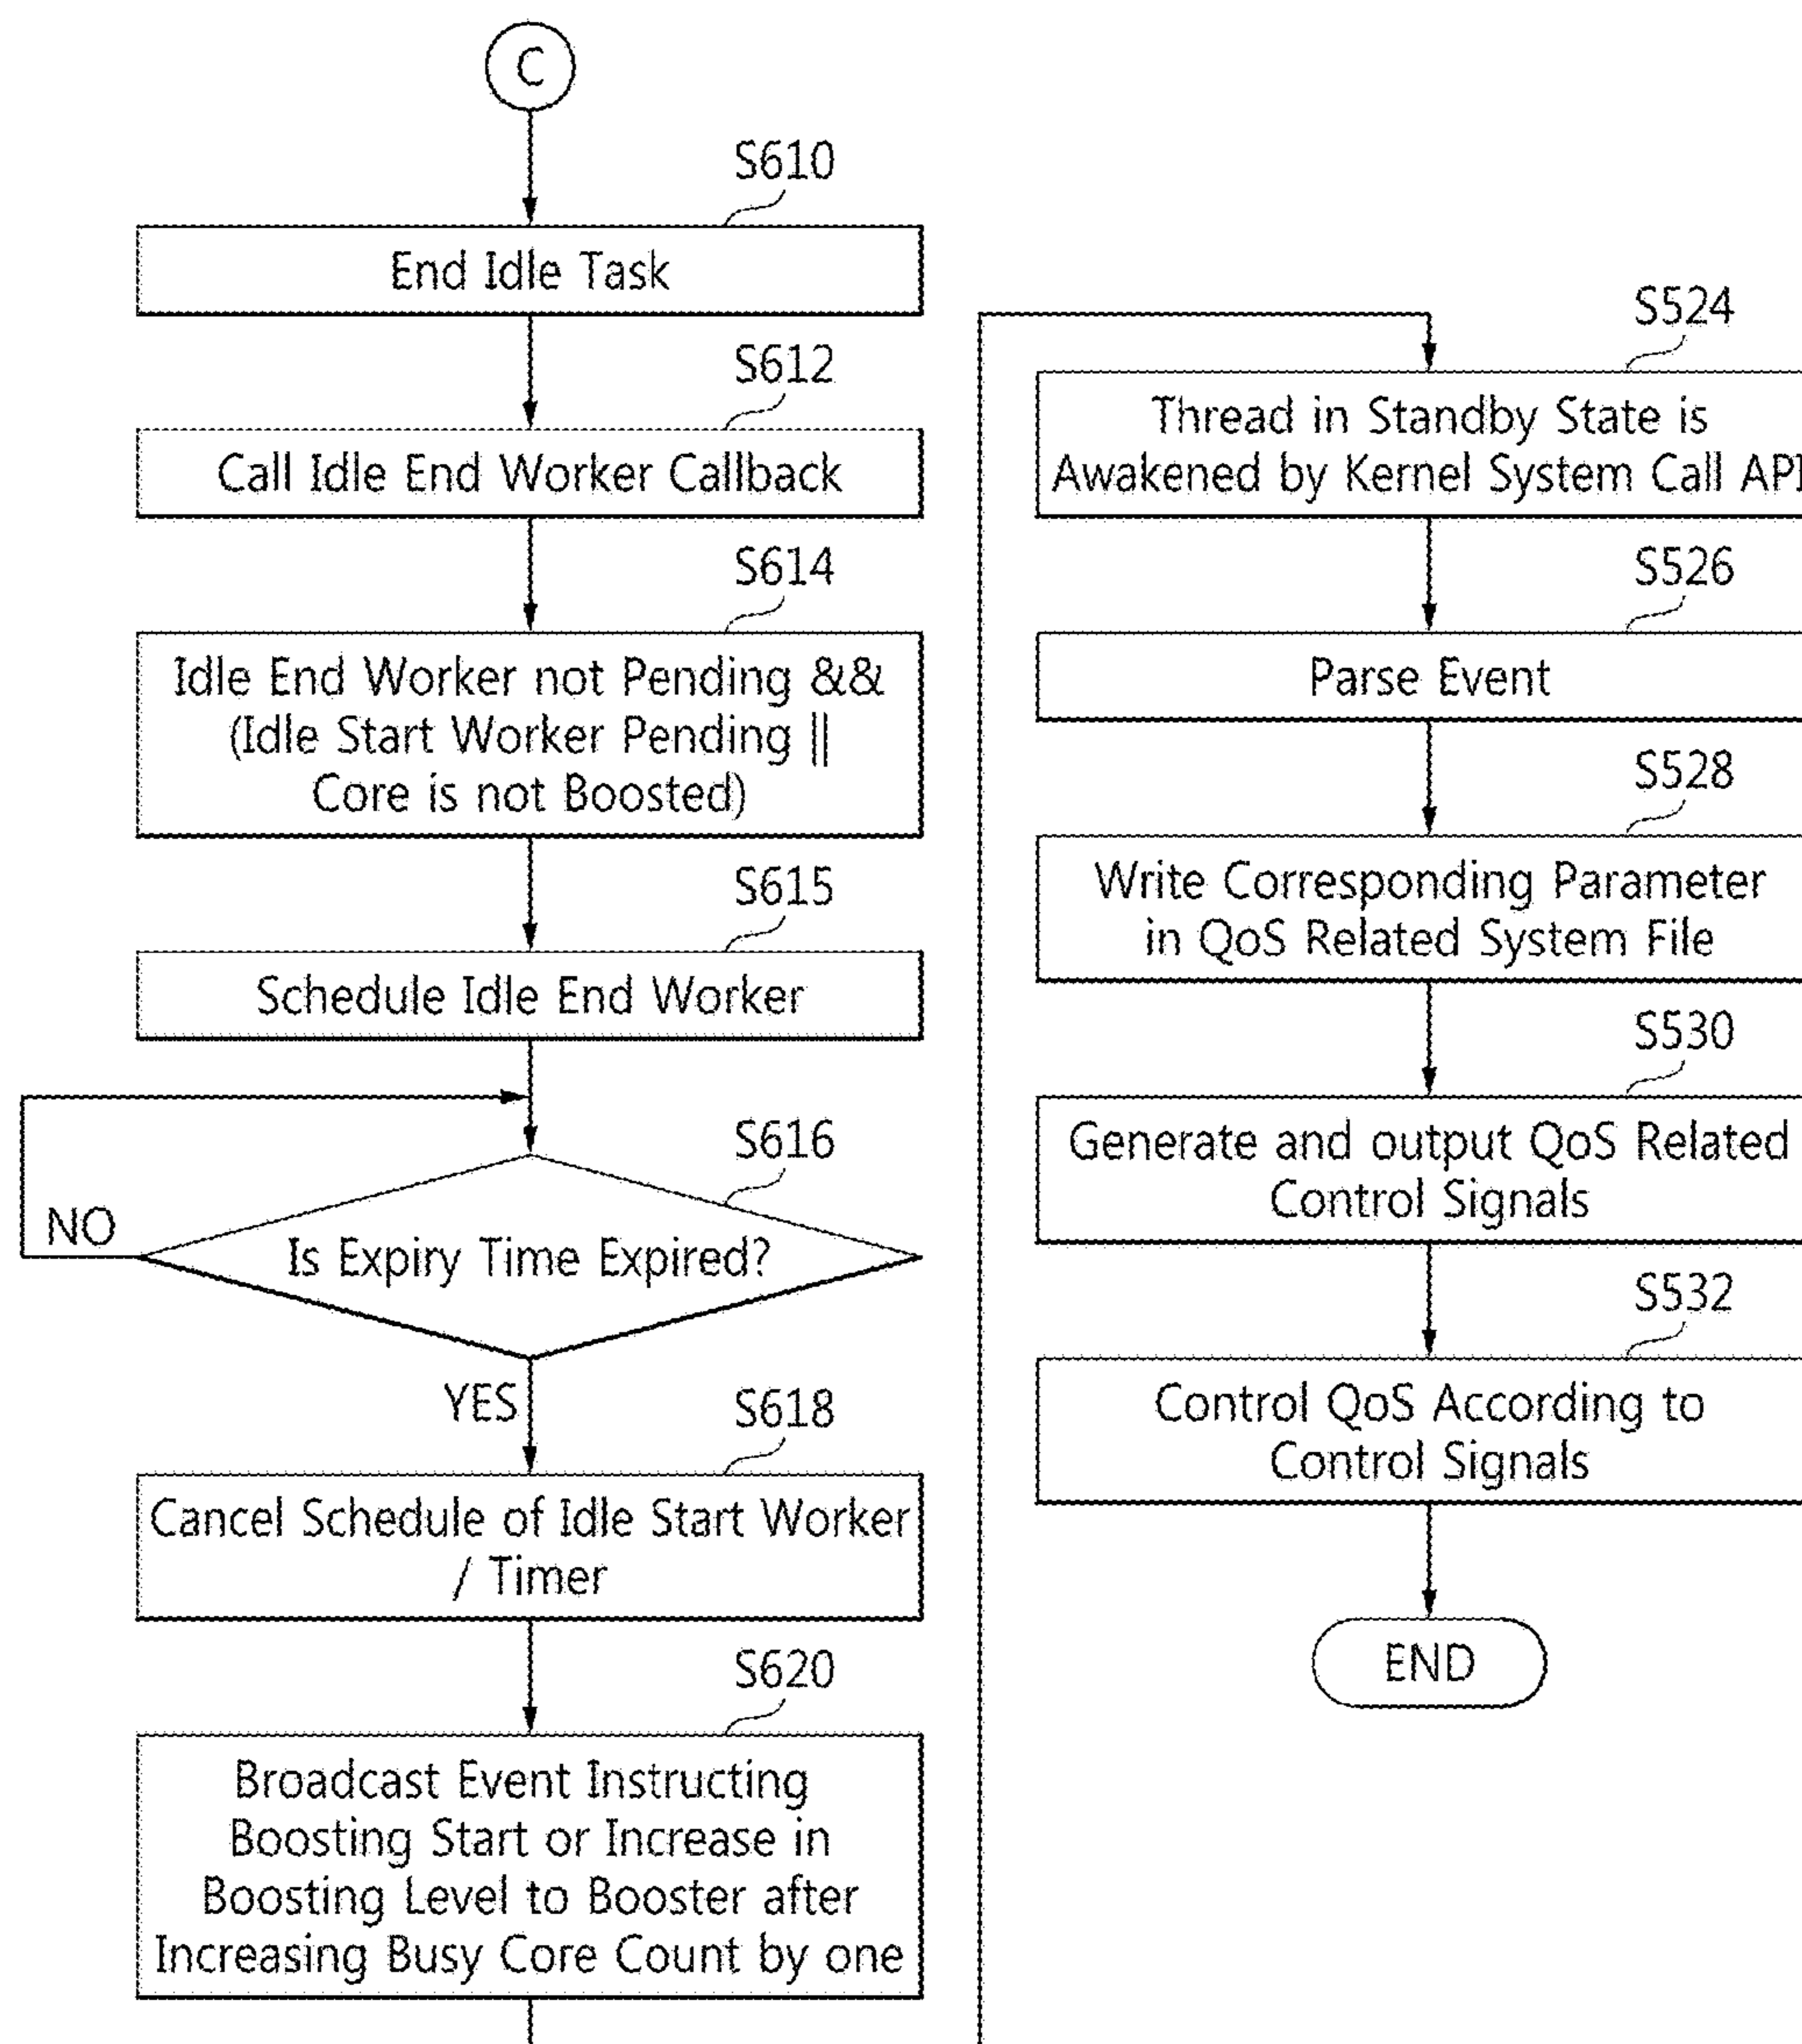 C
S610
End Idle Task
S612
Call Idle End Worker Callback
S614
Idle End Worker not Pending &&
(Idle Start Worker Pending ||
Core is not Boosted)
S615
Schedule Idle End Worker
S616
NO
Is Expiry Time Expired?
YES
S618
Cancel Schedule of Idle Start Worker
/ Timer
S620
Broadcast Event Instructing
Boosting Start or Increase in
Boosting Level to Booster after
Increasing Busy Core Count by one
S524
Thread in Standby State is
Awakened by Kernel System Call API
S526
Parse Event
S528
Write Corresponding Parameter
in QoS Related System File
S530
Generate and output QoS Related
Control Signals
S532
Control QoS According to
Control Signals
END